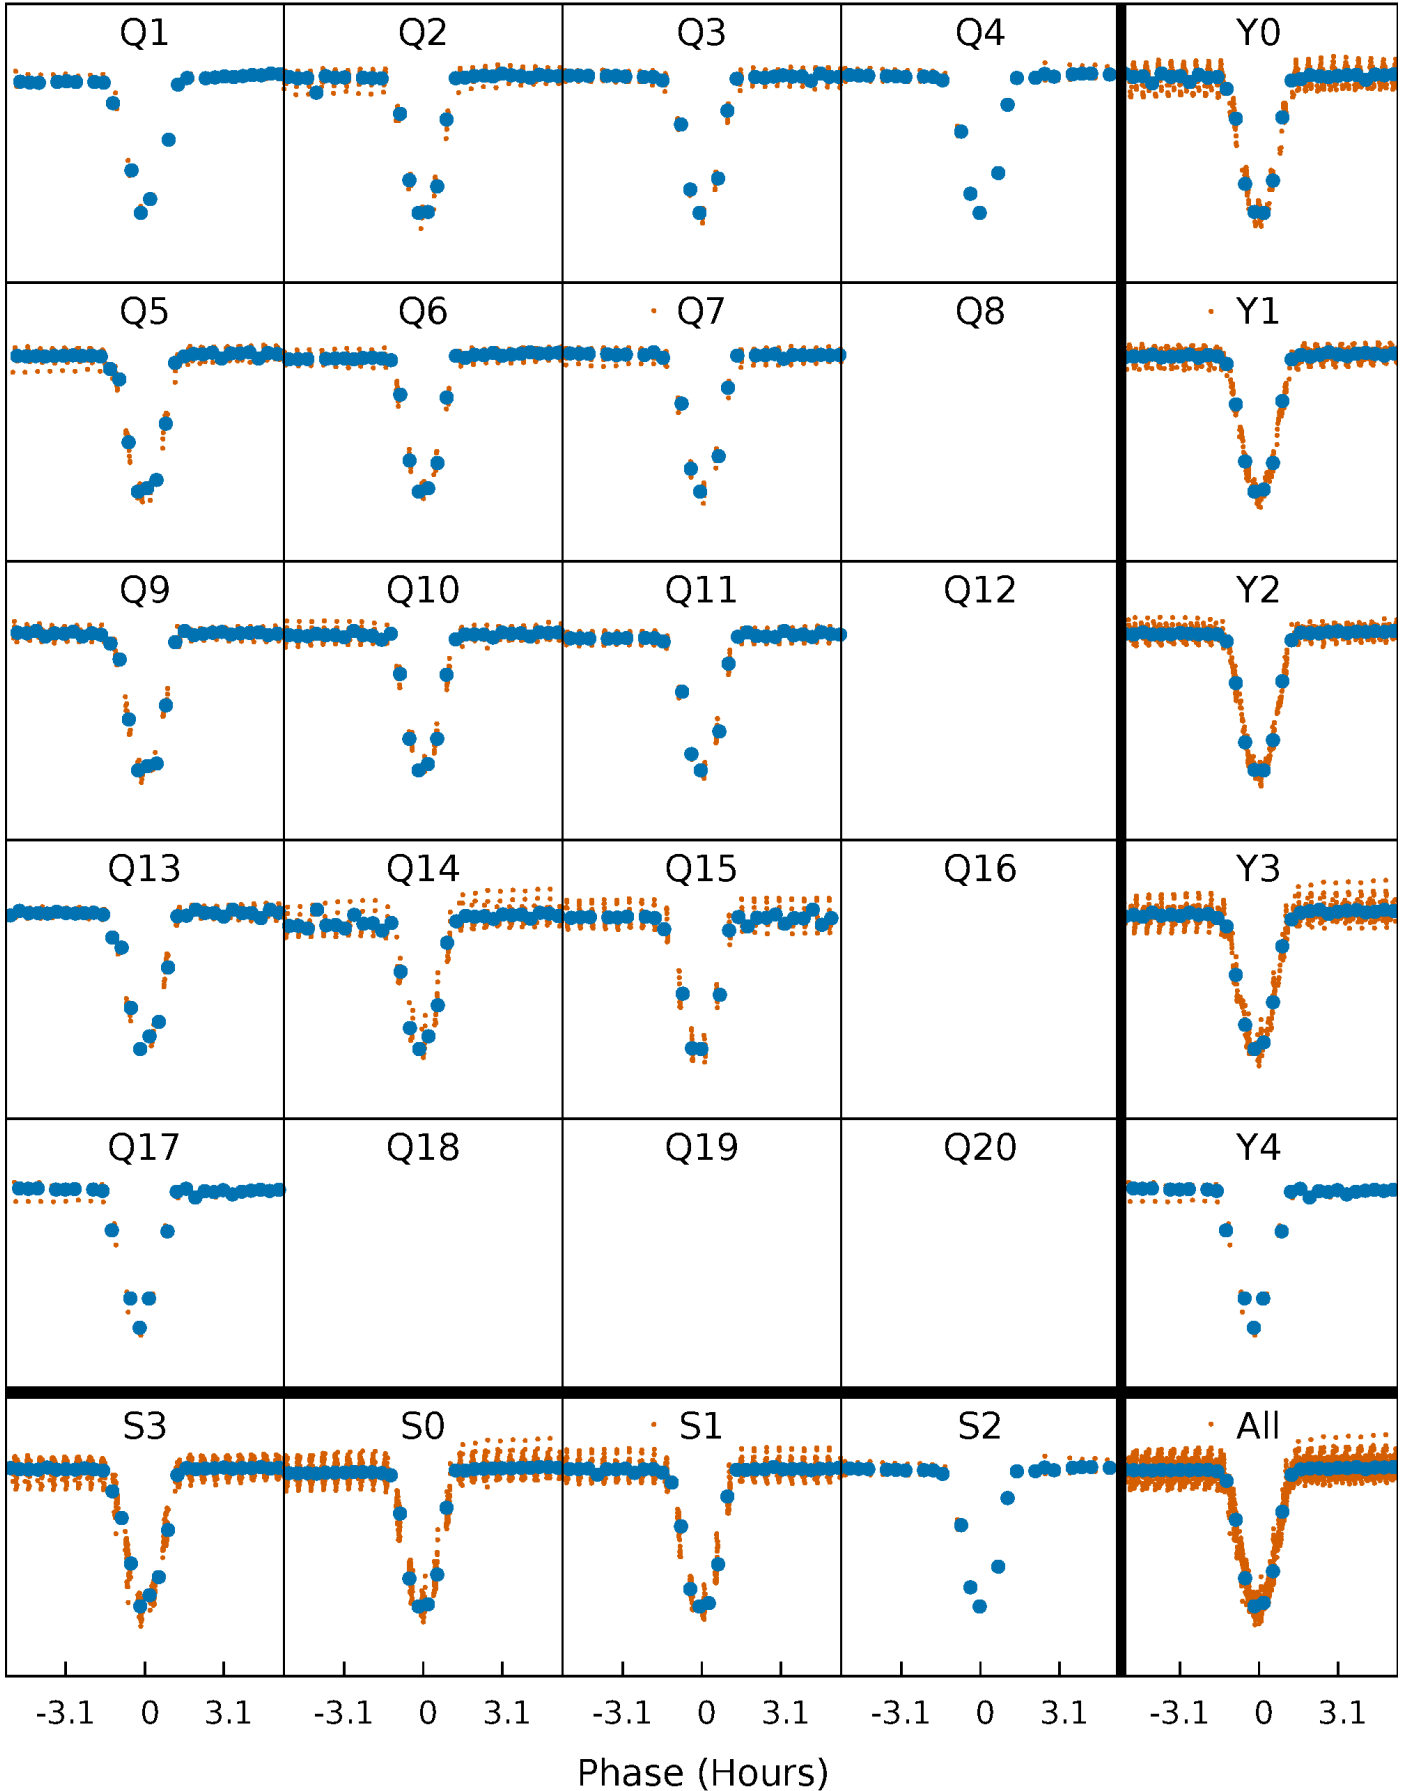 Q1 Q2 Q3 Q4 Y0
Q5 Q6 Q7 Q8 Y1
Q9 Q10 Q11 Q12 Y2
Q13 Q14 Q15 Q16 Y3
Q17 Q18 Q19 Q20 Y4
S3 S0 S1 S2 All
-3.1 0 3.1 -3.1 0 3.1 -3.1 0 3.1 -3.1 0 3.1 -3.1 0 3.1
Phase (Hours)